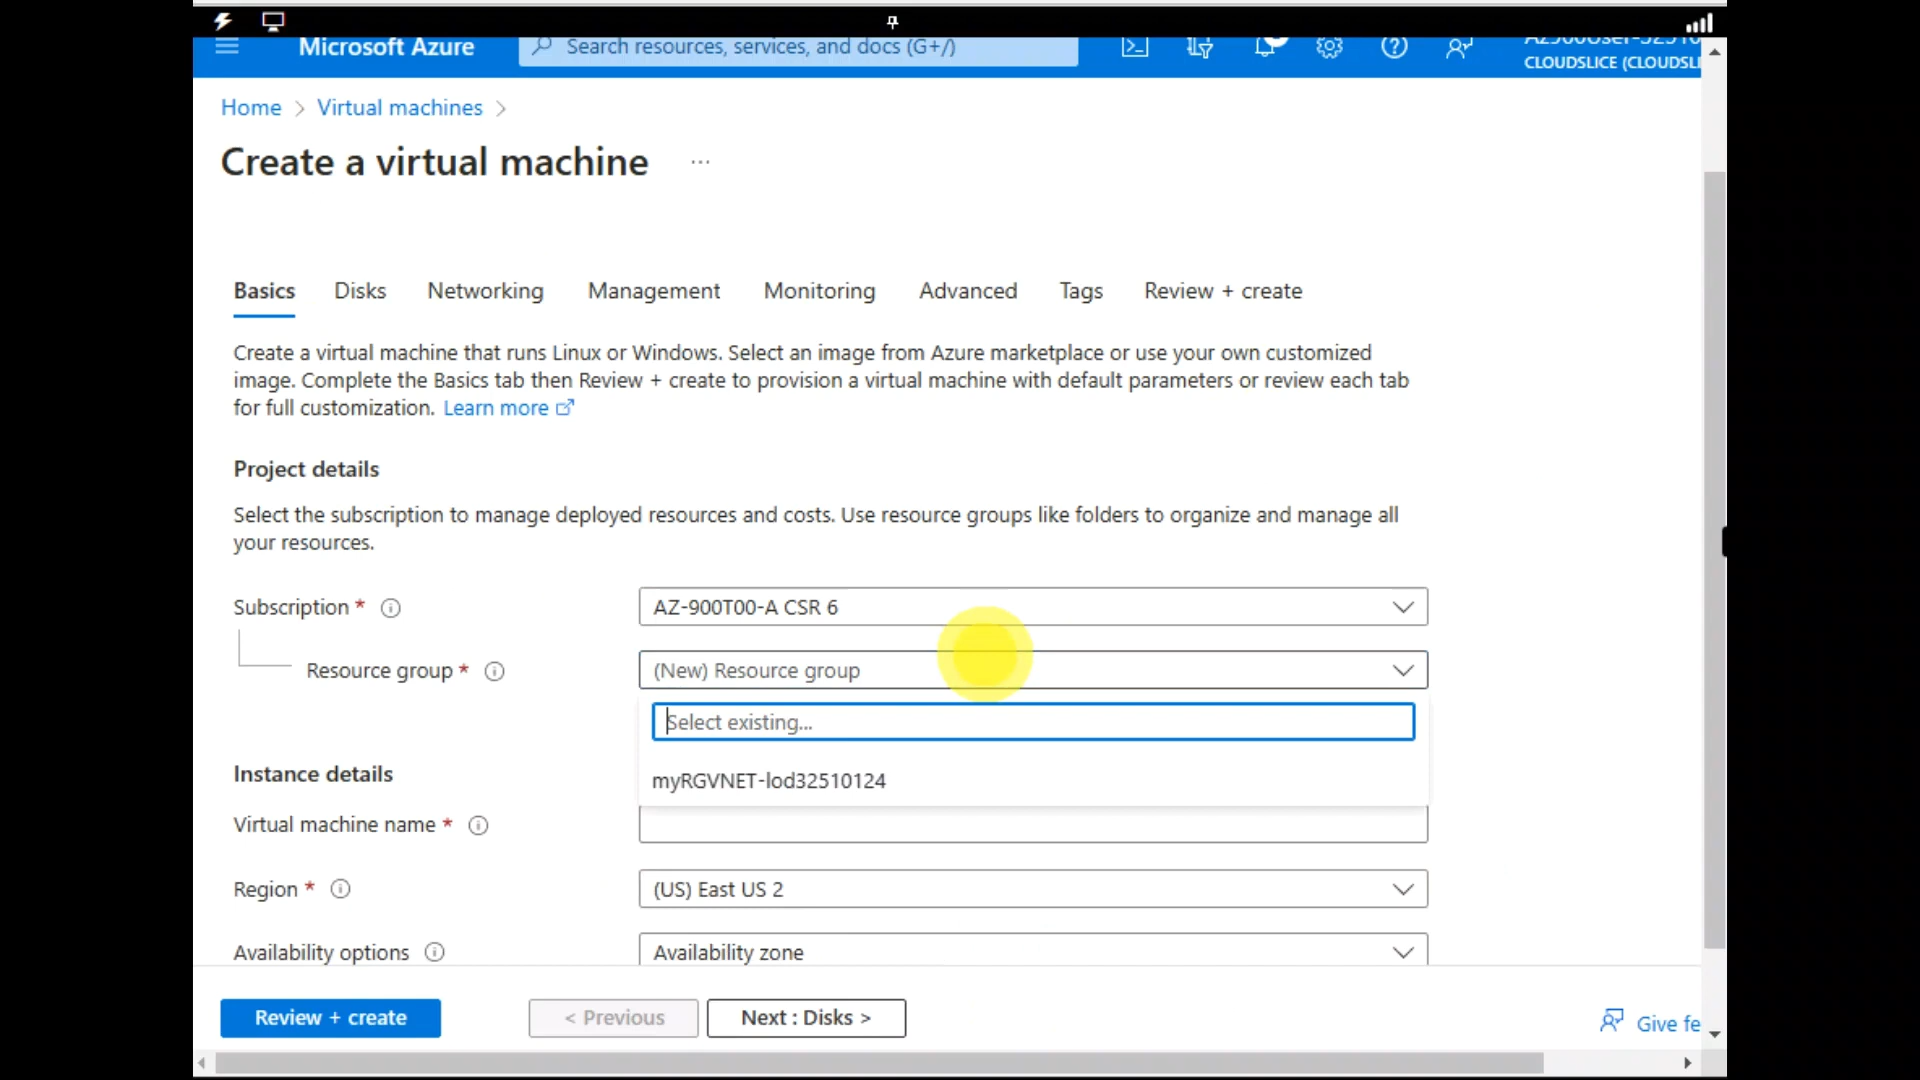 Microsoft Azure
Search resources, services, and docs (G+/)
CLOUDSLICE (CLOUDSLI
Home > Virtual machines >
Create a virtual machine ...
Basics Disks Networking Management Monitoring Advanced Tags Review + create
Create a virtual machine that runs Linux or Windows. Select an image from Azure marketplace or use your own customized
image. Complete the Basics tab then Review + create to provision a virtual machine with default parameters or review each tab
for full customization. Learn more
Project details
Select the subscription to manage deployed resources and costs. Use resource groups like folders to organize and manage all
your resources.
Subscription *
AZ-900T00-A CSR 6
Resource group *
(New) Resource group
Select existing...
myRGVNET-lod32510124
Instance details
Virtual machine name *
Region *
(US) East US 2
Availability options
Availability zone
Review + create
< Previous
Next : Disks >
Give fe